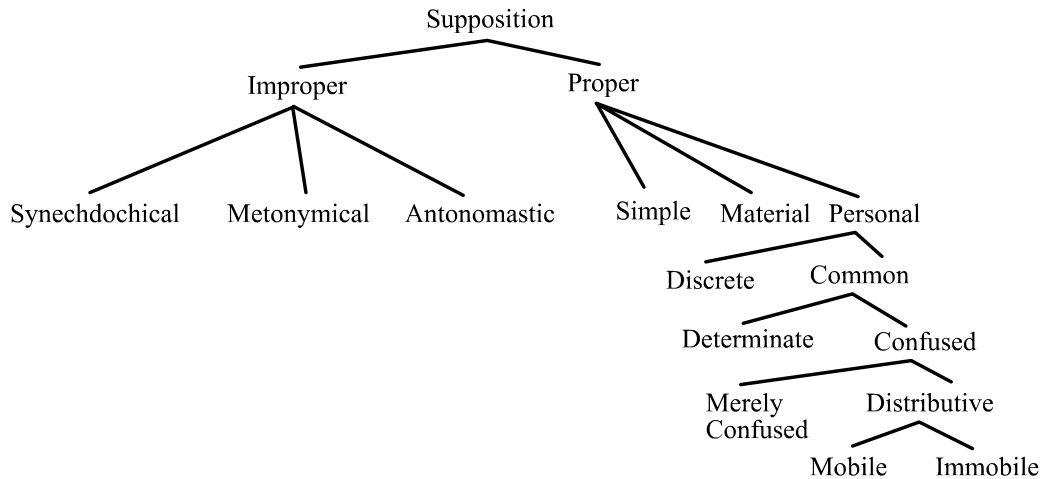 Supposition
Improper
Proper
Synechdochical
Metonymical
Antonomastic
Simple
Material
Personal
Discrete
Common
Determinate
Confused
Merely
Confused
Distributive
Mobile
Immobile